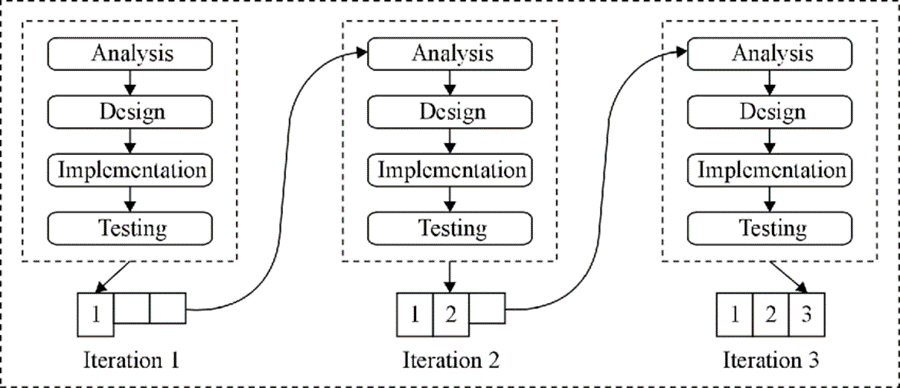 Analysis
Design
Implementation
Testing
1
Iteration 1
Analysis
Design
Implementation
Testing
1 2
Iteration 2
Analysis
Design
Implementation
Testing
1 2 3
Iteration 3